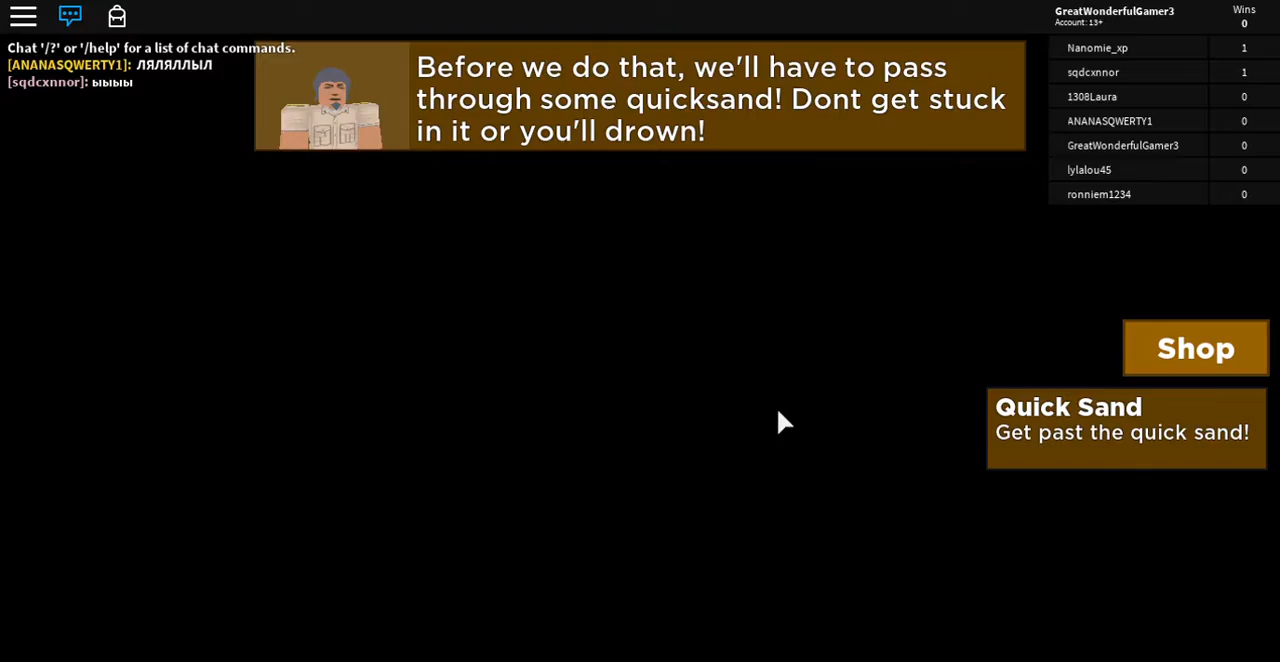 GreatWonderfulGamer3
Account: 13+
Wins
0
Chat '/?' or '/help' for a list of chat commands.
[ANANASQWERTY1]: ЛЯЛЯЛЛЫЛ
[sqdcxnnor]: ыыыы
Before we do that, we'll have to pass
through some quicksand! Dont get stuck
in it or you'll drown!
Nanomie_xp 1
sqdcxnnor 1
1308Laura 0
ANANASQWERTY1 0
GreatWonderfulGamer3 0
lylalou45 0
ronniem1234 0
Shop
Quick Sand
Get past the quick sand!